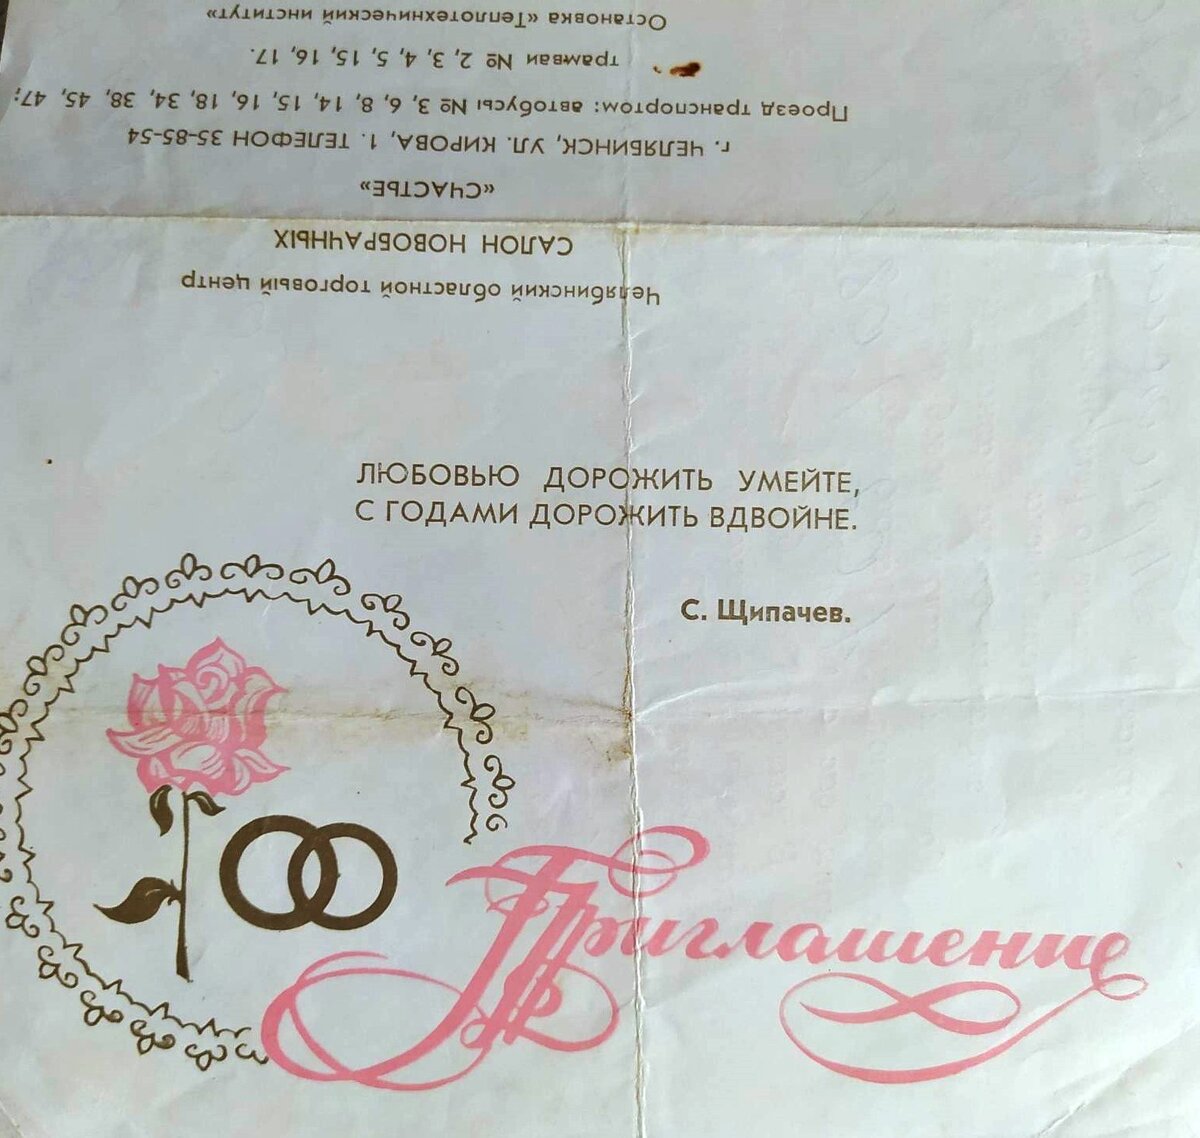 Челябинский областной торговый центр
САЛОН НОВОБРАЧНЫХ
«СЧАСТЬЕ»
г. ЧЕЛЯБИНСК, УЛ. КИРОВА, 1. ТЕЛЕФОН 35-85-54
Проезд транспортом: автобусы № 3, 6, 8, 14, 15, 16, 18, 34, 38, 45, 47;
трамваи № 2, 3, 4, 5, 15, 16, 17.
Остановка «Теплотехнический институт»
ЛЮБОВЬЮ ДОРОЖИТЬ УМЕЙТЕ,
С ГОДАМИ ДОРОЖИТЬ ВДВОЙНЕ.
С. Щипачев.
Приглашение